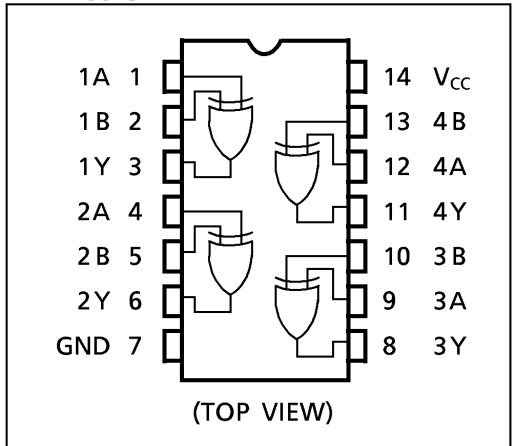 1A 1 14 VCC
1B 2 13 4B
1Y 3 12 4A
2A 4 11 4Y
2B 5 10 3B
2Y 6 9 3A
GND 7 8 3Y
(TOP VIEW)